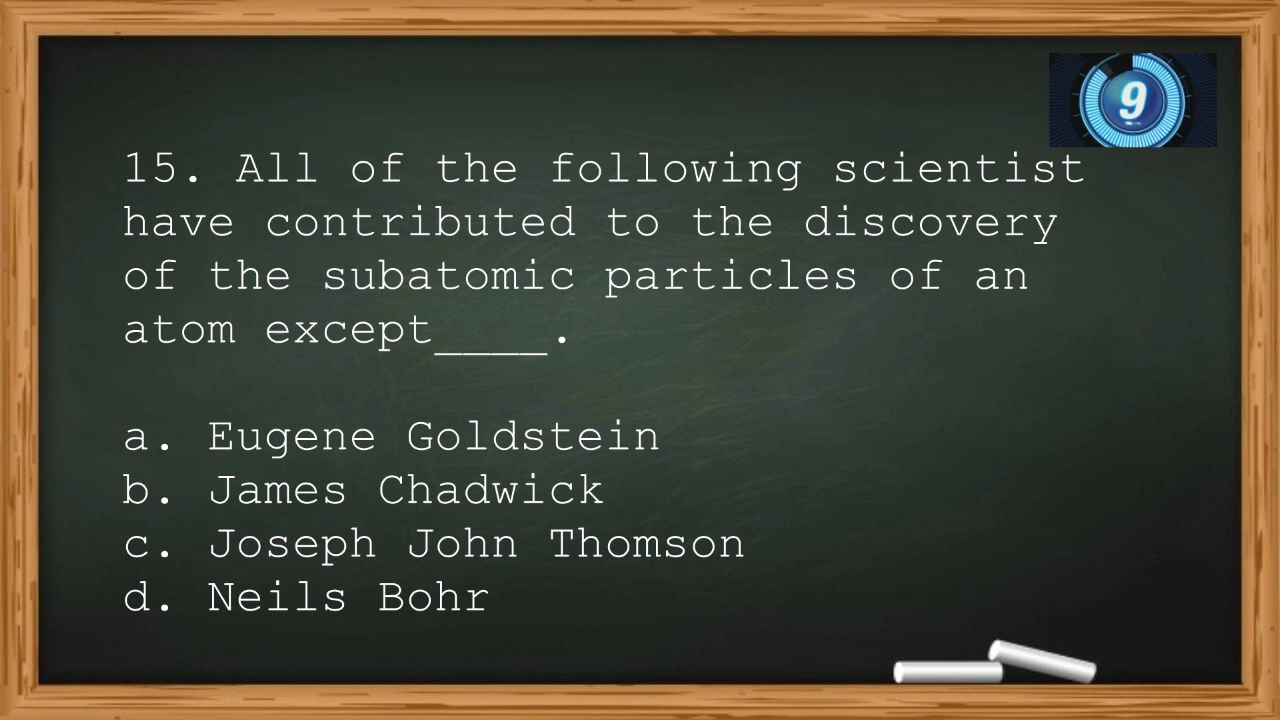 9
15. All of the following scientist
have contributed to the discovery
of the subatomic particles of an
atom except____.
a. Eugene Goldstein
b. James Chadwick
c. Joseph John Thomson
d. Neils Bohr